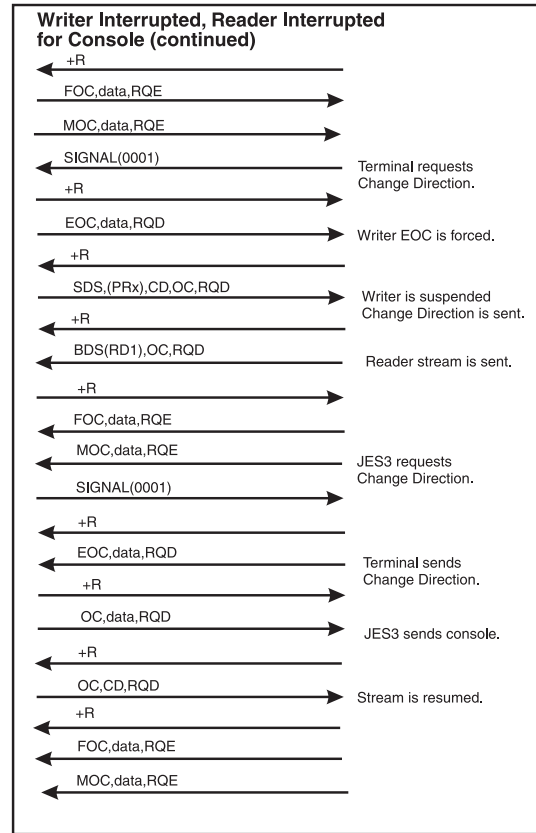 Writer Interrupted, Reader Interrupted
for Console (continued)
+R
FOC,data,RQE
MOC,data,RQE
SIGNAL(0001)
Terminal requests
Change Direction.
+R
EOC,data,RQD
Writer EOC is forced.
+R
SDS,(PRx),CD,OC,RQD
Writer is suspended
Change Direction is sent.
+R
BDS(RD1),OC,RQD
Reader stream is sent.
+R
FOC,data,RQE
MOC,data,RQE
JES3 requests
Change Direction.
SIGNAL(0001)
+R
EOC,data,RQD
Terminal sends
Change Direction.
+R
OC,data,RQD
JES3 sends console.
+R
OC,CD,RQD
Stream is resumed.
+R
FOC,data,RQE
MOC,data,RQE